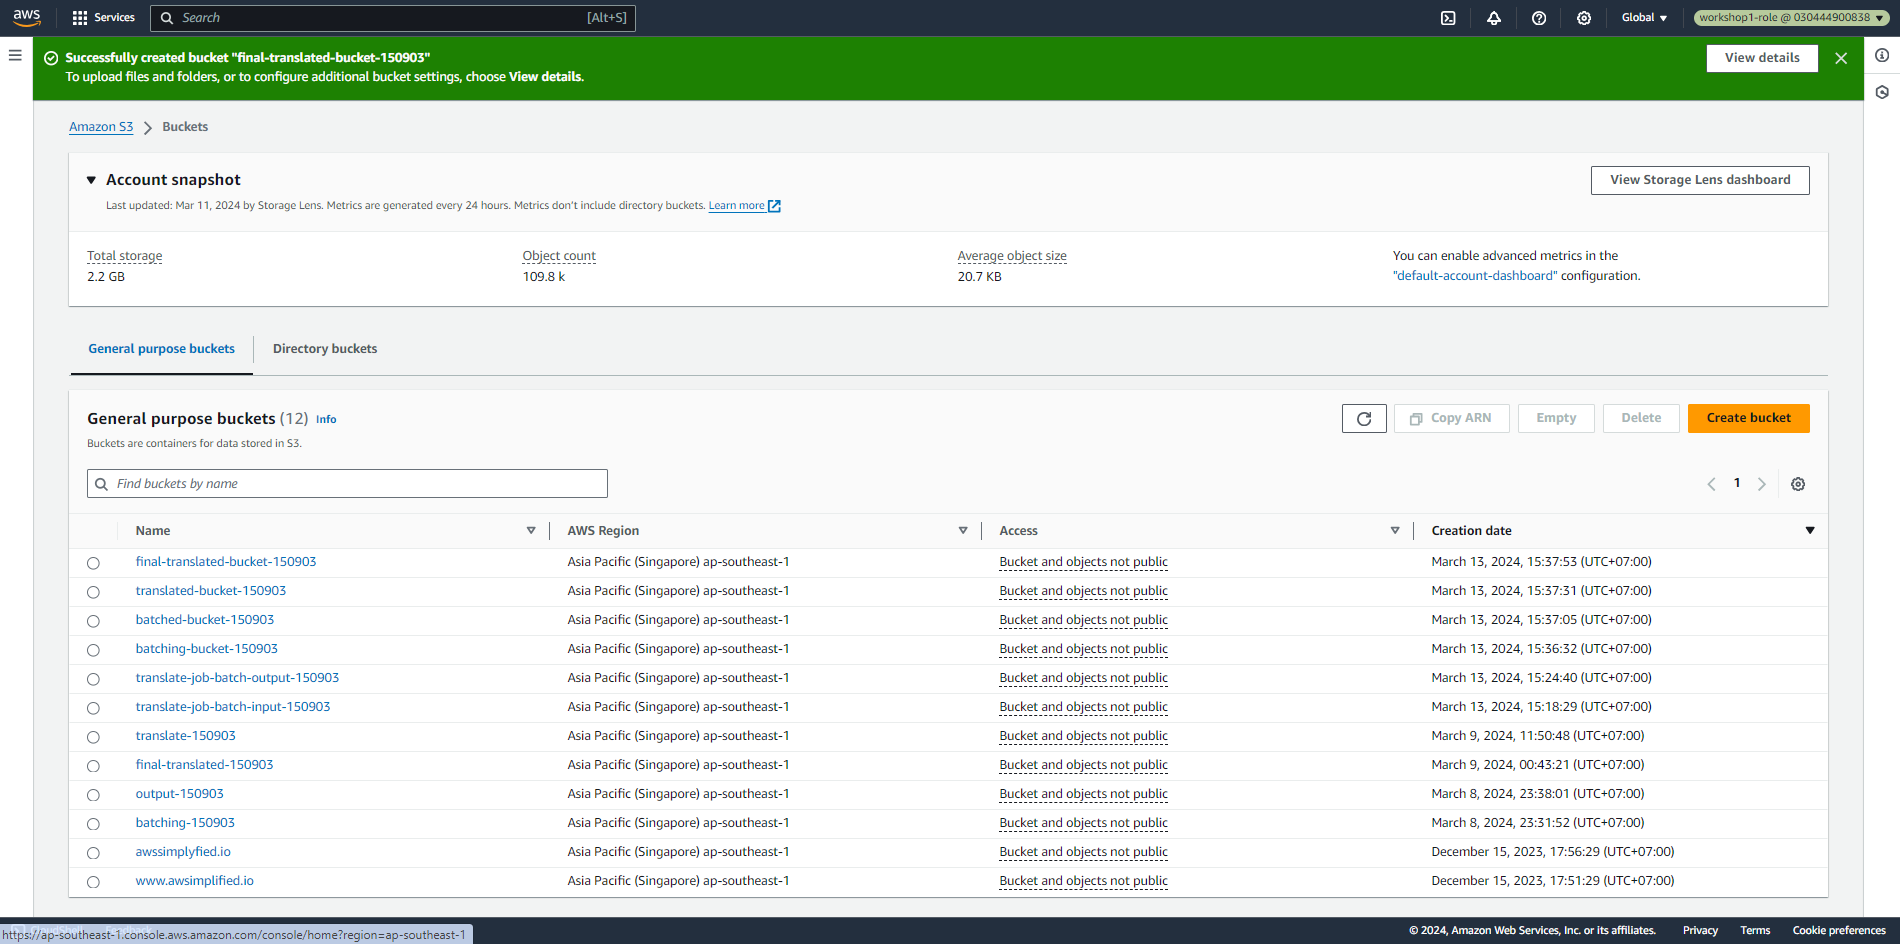 aws
Services
Search [Alt+S]
Global
workshop1-role @ 030444900838
Successfully created bucket "final-translated-bucket-150903"
To upload files and folders, or to configure additional bucket settings, choose View details.
View details
Amazon S3 Buckets
Account snapshot
View Storage Lens dashboard
Last updated: Mar 11, 2024 by Storage Lens. Metrics are generated every 24 hours. Metrics don't include directory buckets. Learn more
Total storage
2.2 GB
Object count
109.8 k
Average object size
20.7 KB
You can enable advanced metrics in the
"default-account-dashboard" configuration.
General purpose buckets
Directory buckets
General purpose buckets (12) Info
Buckets are containers for data stored in S3.
Copy ARN
Empty
Delete
Create bucket
Find buckets by name
1
Name AWS Region Access Creation date
final-translated-bucket-150903 Asia Pacific (Singapore) ap-southeast-1 Bucket and objects not public March 13, 2024, 15:37:53 (UTC+07:00)
translated-bucket-150903 Asia Pacific (Singapore) ap-southeast-1 Bucket and objects not public March 13, 2024, 15:37:31 (UTC+07:00)
batched-bucket-150903 Asia Pacific (Singapore) ap-southeast-1 Bucket and objects not public March 13, 2024, 15:37:05 (UTC+07:00)
batching-bucket-150903 Asia Pacific (Singapore) ap-southeast-1 Bucket and objects not public March 13, 2024, 15:36:32 (UTC+07:00)
translate-job-batch-output-150903 Asia Pacific (Singapore) ap-southeast-1 Bucket and objects not public March 13, 2024, 15:24:40 (UTC+07:00)
translate-job-batch-input-150903 Asia Pacific (Singapore) ap-southeast-1 Bucket and objects not public March 13, 2024, 15:18:29 (UTC+07:00)
translate-150903 Asia Pacific (Singapore) ap-southeast-1 Bucket and objects not public March 9, 2024, 11:50:48 (UTC+07:00)
final-translated-150903 Asia Pacific (Singapore) ap-southeast-1 Bucket and objects not public March 9, 2024, 00:43:21 (UTC+07:00)
output-150903 Asia Pacific (Singapore) ap-southeast-1 Bucket and objects not public March 8, 2024, 23:38:01 (UTC+07:00)
batching-150903 Asia Pacific (Singapore) ap-southeast-1 Bucket and objects not public March 8, 2024, 23:31:52 (UTC+07:00)
awssimplyfied.io Asia Pacific (Singapore) ap-southeast-1 Bucket and objects not public December 15, 2023, 17:56:29 (UTC+07:00)
www.awsimplified.io Asia Pacific (Singapore) ap-southeast-1 Bucket and objects not public December 15, 2023, 17:51:29 (UTC+07:00)
https://ap-southeast-1.console.aws.amazon.com/console/home?region=ap-southeast-1
© 2024, Amazon Web Services, Inc. or its affiliates. Privacy Terms Cookie preferences